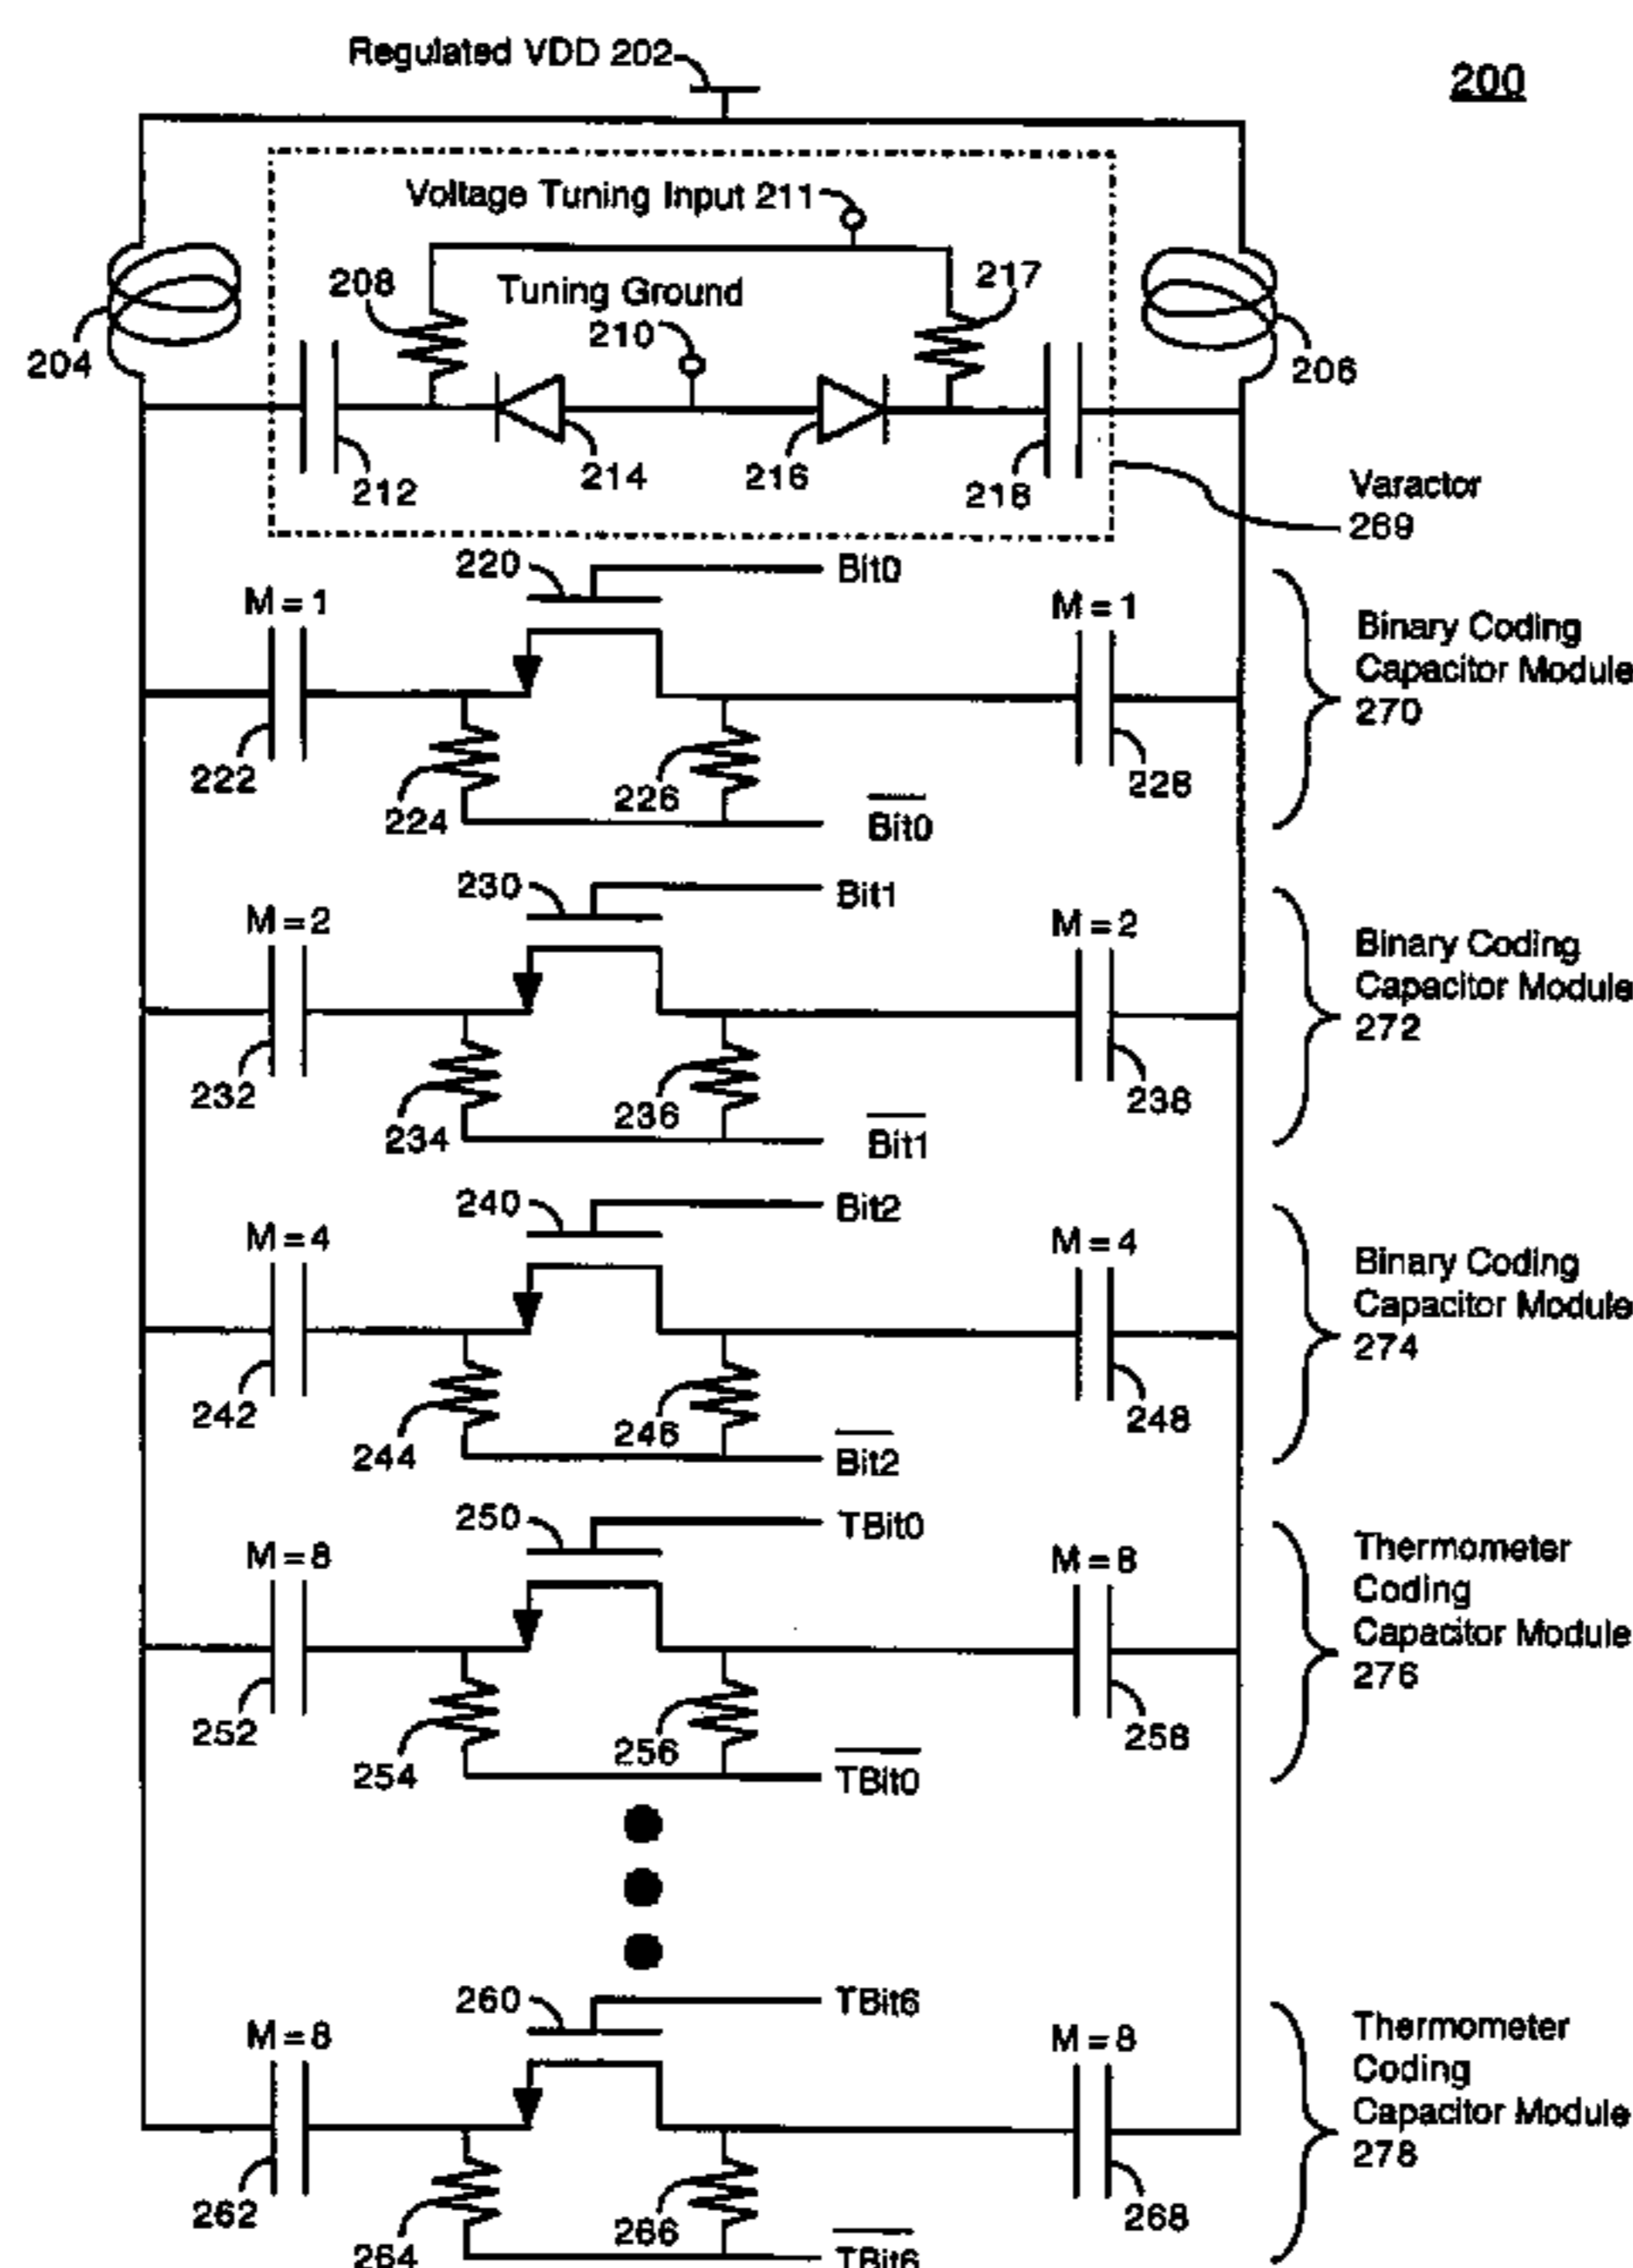 Regulated VDD 202
200
Voltage Tuning Input 211
208
Tuning Ground
210
217
204
206
212
214
216
218
Varactor
269
220
Bit0
M = 1
M = 1
Binary Coding
Capacitor Module
270
222
224
226
228
Bit0
230
Bit1
M = 2
M = 2
Binary Coding
Capacitor Module
272
232
234
236
238
Bit1
240
Bit2
M = 4
M = 4
Binary Coding
Capacitor Module
274
242
244
246
248
Bit2
250
TBit0
M = 8
M = 8
Thermometer
Coding
Capacitor Module
276
252
254
256
258
TBit0
260
TBit6
M = 8
M = 8
Thermometer
Coding
Capacitor Module
278
262
264
266
268
TBit6